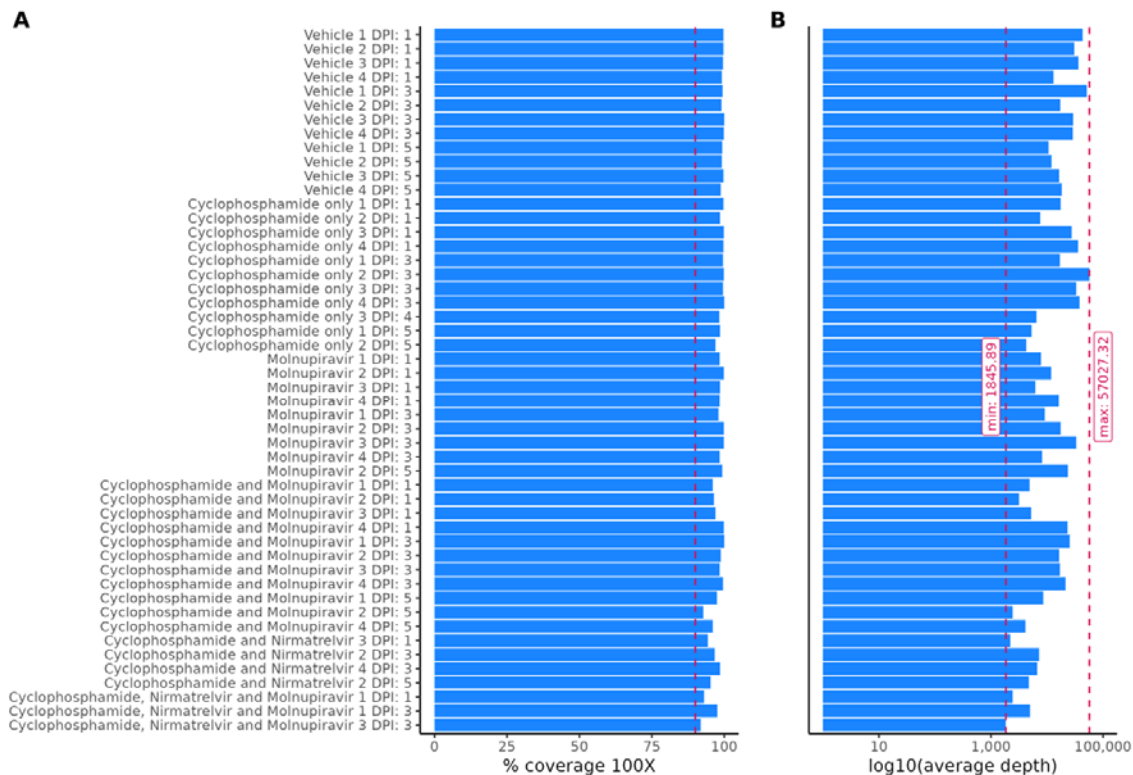 A
B
Vehicle 1 DPI: 1
Vehicle 2 DPI: 1
Vehicle 3 DPI: 1
Vehicle 4 DPI: 1
Vehicle 1 DPI: 3
Vehicle 2 DPI: 3
Vehicle 3 DPI: 3
Vehicle 4 DPI: 3
Vehicle 1 DPI: 5
Vehicle 2 DPI: 5
Vehicle 3 DPI: 5
Vehicle 4 DPI: 5
Cyclophosphamide only 1 DPI: 1
Cyclophosphamide only 2 DPI: 1
Cyclophosphamide only 3 DPI: 1
Cyclophosphamide only 4 DPI: 1
Cyclophosphamide only 1 DPI: 3
Cyclophosphamide only 2 DPI: 3
Cyclophosphamide only 3 DPI: 3
Cyclophosphamide only 4 DPI: 3
Cyclophosphamide only 3 DPI: 4
Cyclophosphamide only 1 DPI: 5
Cyclophosphamide only 2 DPI: 5
Molnupiravir 1 DPI: 1
Molnupiravir 2 DPI: 1
Molnupiravir 3 DPI: 1
Molnupiravir 4 DPI: 1
Molnupiravir 1 DPI: 3
Molnupiravir 2 DPI: 3
Molnupiravir 3 DPI: 3
Molnupiravir 4 DPI: 3
Molnupiravir 2 DPI: 5
Cyclophosphamide and Molnupiravir 1 DPI: 1
Cyclophosphamide and Molnupiravir 2 DPI: 1
Cyclophosphamide and Molnupiravir 3 DPI: 1
Cyclophosphamide and Molnupiravir 4 DPI: 1
Cyclophosphamide and Molnupiravir 1 DPI: 3
Cyclophosphamide and Molnupiravir 2 DPI: 3
Cyclophosphamide and Molnupiravir 3 DPI: 3
Cyclophosphamide and Molnupiravir 4 DPI: 3
Cyclophosphamide and Molnupiravir 1 DPI: 5
Cyclophosphamide and Molnupiravir 2 DPI: 5
Cyclophosphamide and Molnupiravir 4 DPI: 5
Cyclophosphamide and Nirmatrelvir 3 DPI: 1
Cyclophosphamide and Nirmatrelvir 2 DPI: 3
Cyclophosphamide and Nirmatrelvir 4 DPI: 3
Cyclophosphamide and Nirmatrelvir 2 DPI: 5
Cyclophosphamide, Nirmatrelvir and Molnupiravir 1 DPI: 1
Cyclophosphamide, Nirmatrelvir and Molnupiravir 1 DPI: 3
Cyclophosphamide, Nirmatrelvir and Molnupiravir 3 DPI: 3
0 25 50 75 100
% coverage 100X
min: 1845.89
max: 57027.32
10 1,000 100,000
log10(average depth)